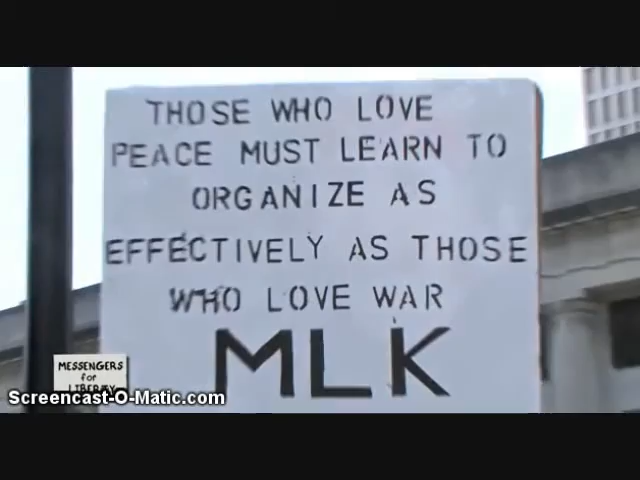 THOSE WHO LOVE
PEACE MUST LEARN TO
ORGANIZE AS
EFFECTIVELY AS THOSE
WHO LOVE WAR
MLK
MESSENGERS
for
LIBERTY
Screencast-O-Matic.com